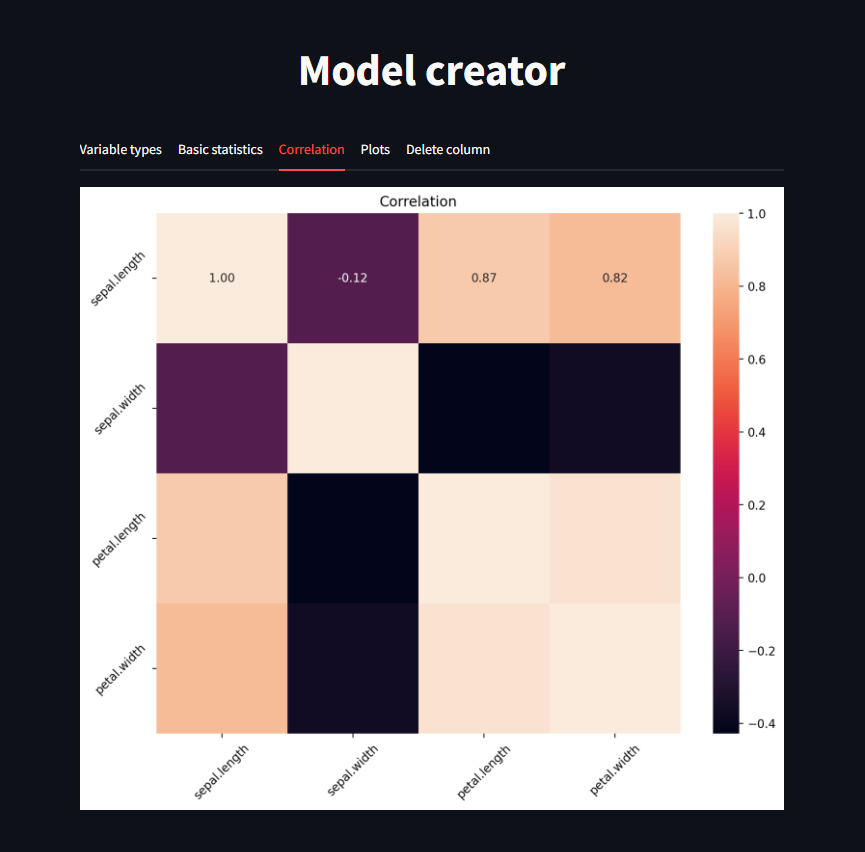 Model creator
Variable types Basic statistics Correlation Plots Delete column
Correlation
sepal.length 1.00 -0.12 0.87 0.82
sepal.width
petal.length
petal.width
sepal.length sepal.width petal.length petal.width
1.0
0.8
0.6
0.4
0.2
0.0
−0.2
−0.4